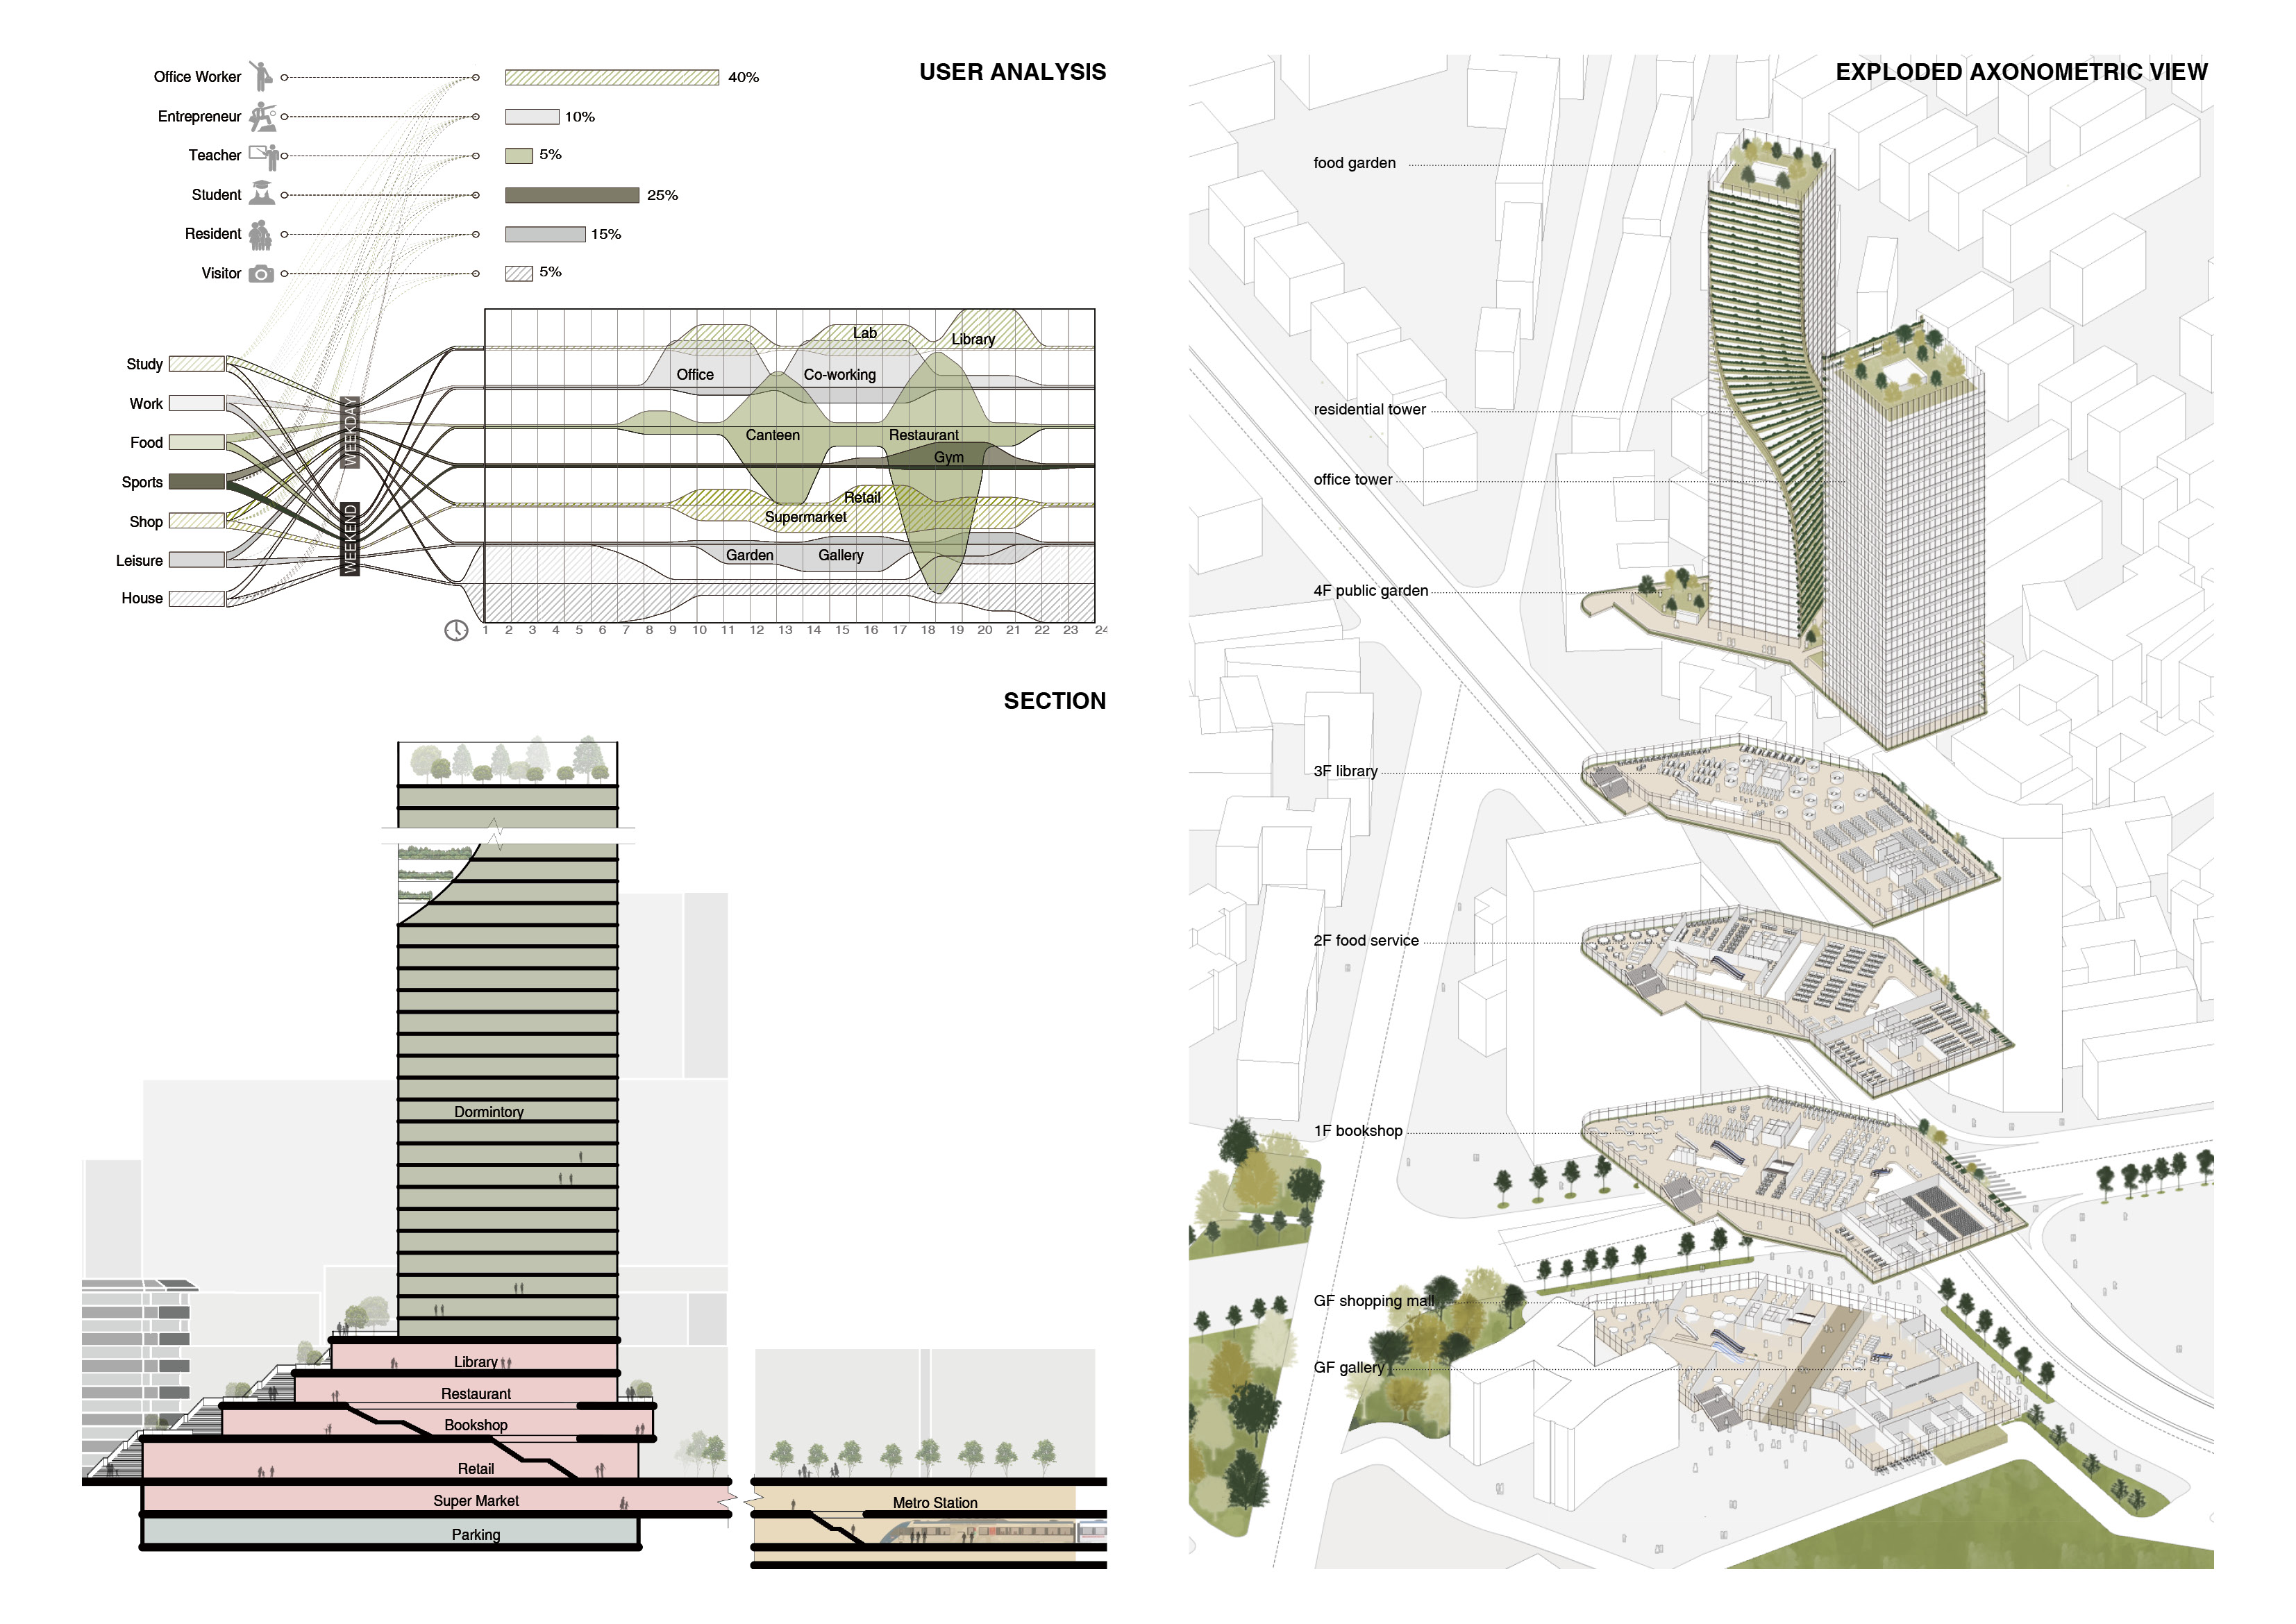 USER ANALYSIS
Office Worker 40%
Entrepreneur 10%
Teacher 5%
Student 25%
Resident 15%
Visitor 5%
Study
Work
Food
Sports
Shop
Leisure
House
WEEKDAY
WEEKEND
Lab
Library
Office
Co-working
Canteen
Restaurant
Gym
Retail
Supermarket
Garden
Gallery
1 2 3 4 5 6 7 8 9 10 11 12 13 14 15 16 17 18 19 20 21 22 23 24
SECTION
Dormintory
Library
Restaurant
Bookshop
Retail
Super Market
Parking
Metro Station
EXPLODED AXONOMETRIC VIEW
food garden
residential tower
office tower
4F public garden
3F library
2F food service
1F bookshop
GF shopping mall
GF gallery